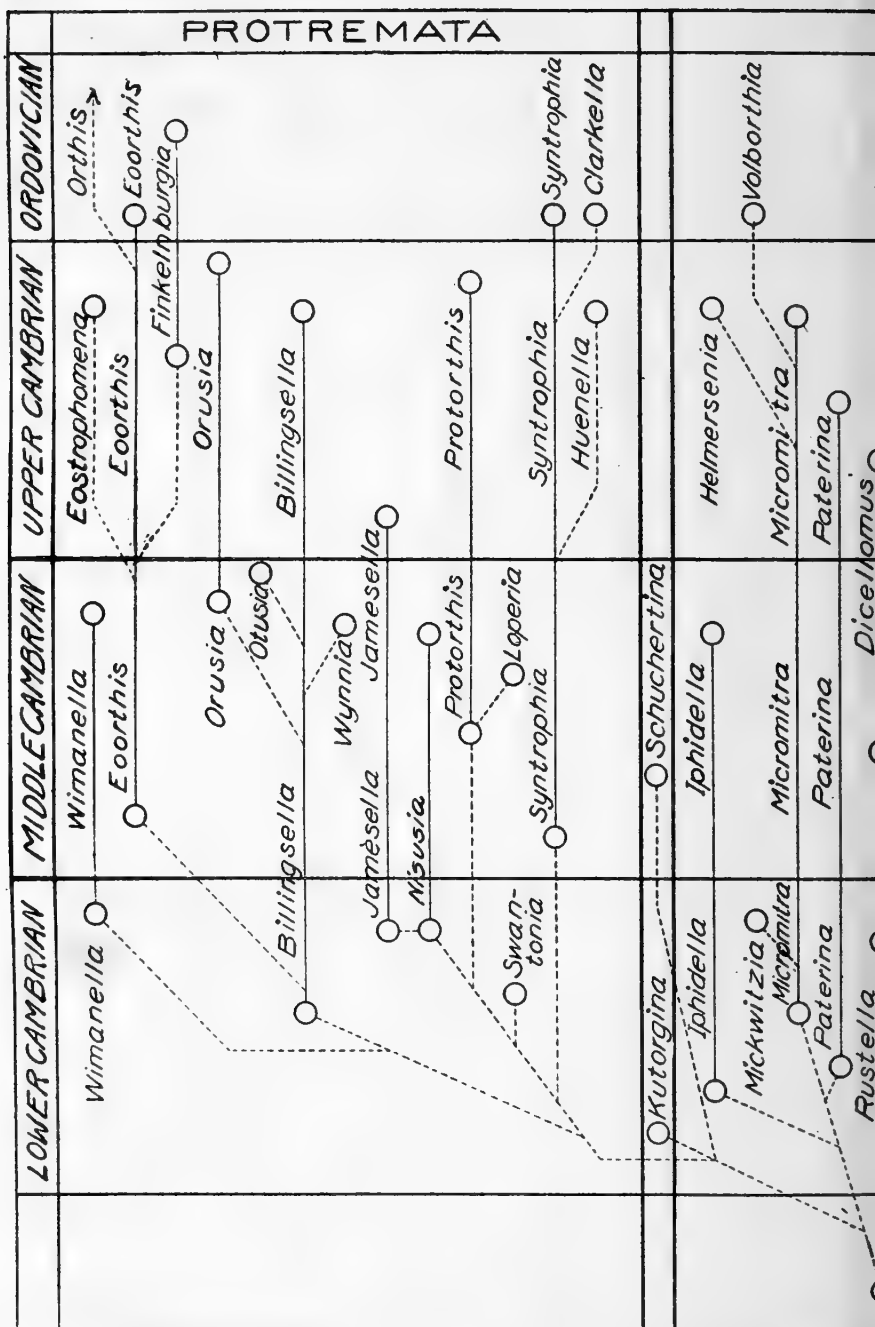 PROTREMATA
ORDOVICIAN
Orthis
Eoorthis
Finkelnburgia
Syntrophia
Clarkella
Volborthia
UPPER CAMBRIAN
Eostrophomena
Eoorthis
Orusia
Billingsella
Protorthis
Syntrophia
Huenella
Helmersenia
Micromitra
Paterina
Dicellomus
MIDDLE CAMBRIAN
Wimanella
Eoorthis
Orusia
Otusia
Wynnia
Jamesella
Protorthis
Loperia
Syntrophia
Schuchertina
Iphidella
Micromitra
Paterina
LOWER CAMBRIAN
Wimanella
Billingsella
Jamesella
Nisusia
Swan-
tonia
Kutorgina
Iphidella
Mickwitzia
Micromitra
Paterina
Rustella